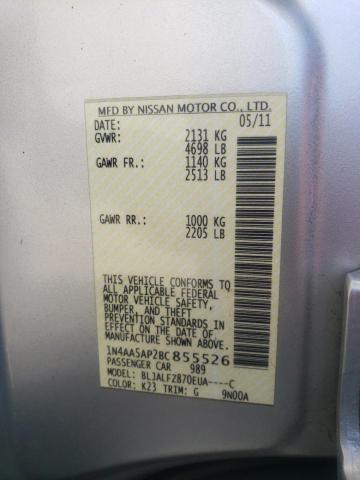 MFD BY NISSAN MOTOR CO., LTD.
DATE: 05/11
GVWR: 2131 KG
4698 LB
GAWR FR.: 1140 KG
2513 LB
GAWR RR.: 1000 KG
2205 LB
THIS VEHICLE CONFORMS TO
ALL APPLICABLE FEDERAL
MOTOR VEHICLE SAFETY,
BUMPER, AND THEFT
PREVENTION STANDARDS IN
EFFECT ON THE DATE OF
MANUFACTURE SHOWN ABOVE.
1N4AA5AP2BC855526
PASSENGER CAR 989
MODEL: BLJALF2870EUA----C
COLOR: K23 TRIM: G 9N00A